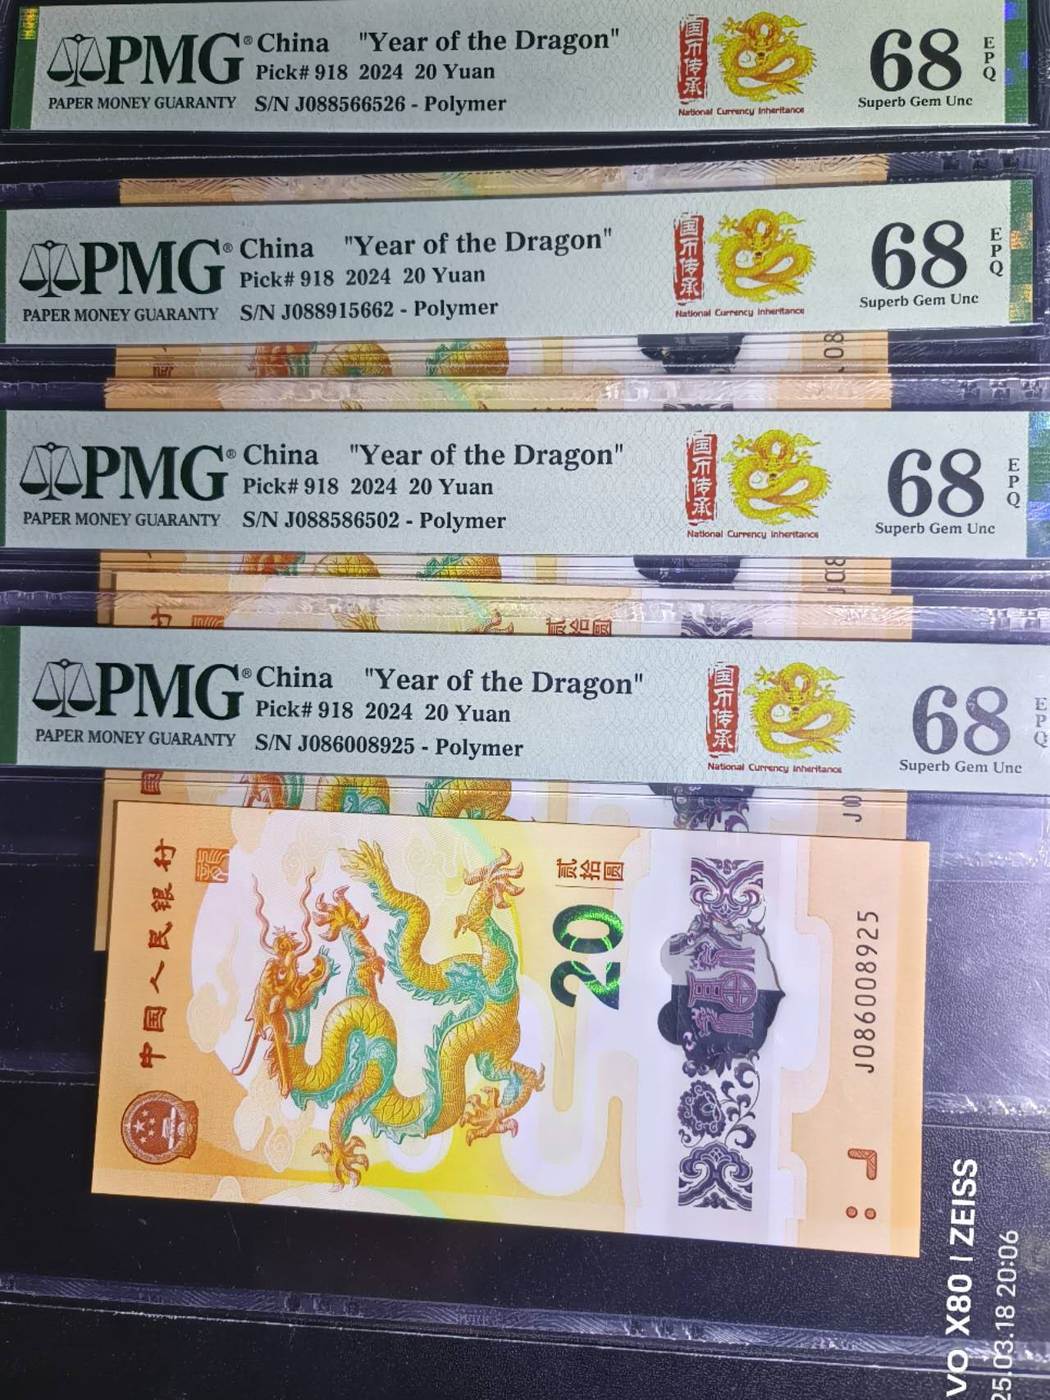 PMG® China "Year of the Dragon"
Pick# 918 2024 20 Yuan
PAPER MONEY GUARANTY S/N J088566526 - Polymer
国币传承
National Currency Inheritance
68 EPQ
Superb Gem Unc
PMG® China "Year of the Dragon"
Pick# 918 2024 20 Yuan
PAPER MONEY GUARANTY S/N J088915662 - Polymer
国币传承
National Currency Inheritance
68 EPQ
Superb Gem Unc
J08
PMG® China "Year of the Dragon"
Pick# 918 2024 20 Yuan
PAPER MONEY GUARANTY S/N J088586502 - Polymer
国币传承
National Currency Inheritance
68 EPQ
Superb Gem Unc
J08
贰拾圆
PMG® China "Year of the Dragon"
Pick# 918 2024 20 Yuan
PAPER MONEY GUARANTY S/N J086008925 - Polymer
国币传承
National Currency Inheritance
68 EPQ
Superb Gem Unc
中国人民银行
贰拾圆
20
J086008925
VO X80 | ZEISS
25.03.18 20:06